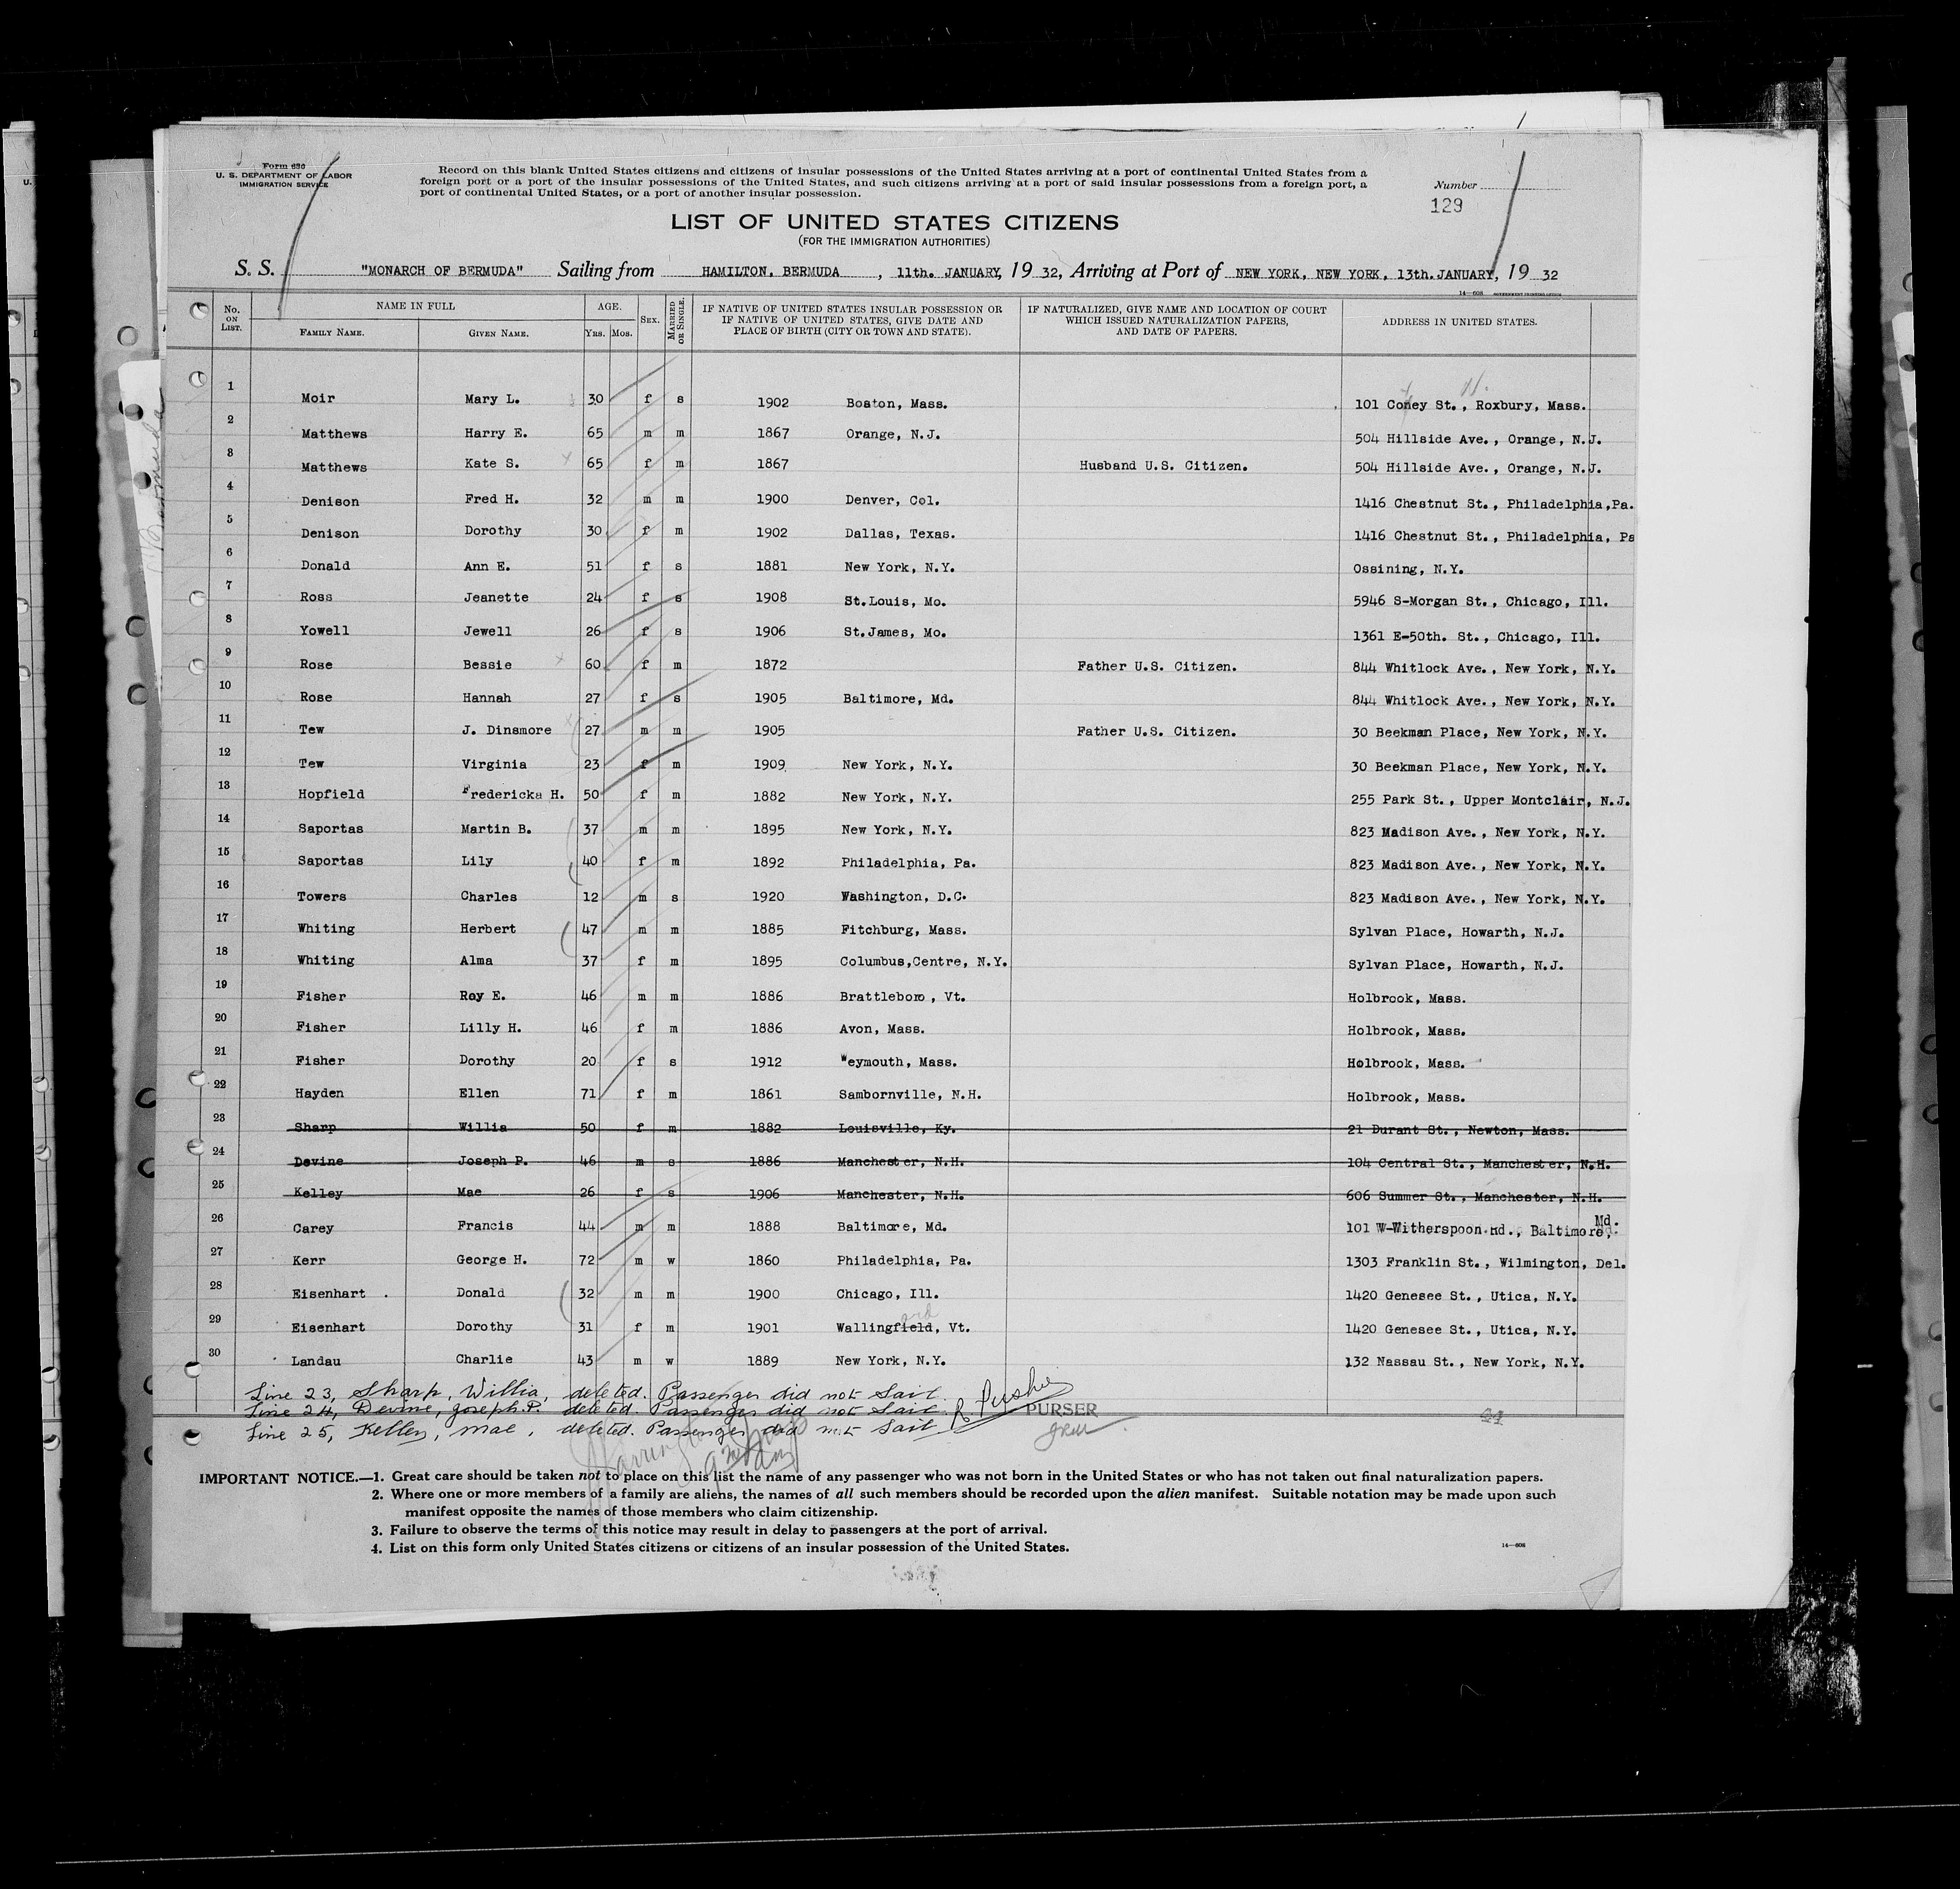 Form 630
U. S. DEPARTMENT OF LABOR
IMMIGRATION SERVICE
Record on this blank United States citizens and citizens of insular possessions of the United States arriving at a port of continental United States from a
foreign port or a port of the insular possessions of the United States, and such citizens arriving at a port of said insular possessions from a foreign port, a
port of continental United States, or a port of another insular possession.
Number
129
LIST OF UNITED STATES CITIZENS
(FOR THE IMMIGRATION AUTHORITIES)
S. S. "MONARCH OF BERMUDA" Sailing from HAMILTON, BERMUDA, 11th. JANUARY, 19 32, Arriving at Port of NEW YORK, NEW YORK, 13th. JANUARY, 19 32
14—608 GOVERNMENT PRINTING OFFICE
No. ON LIST. NAME IN FULL FAMILY NAME. GIVEN NAME. AGE. YRS. MOS. SEX. MARRIED OR SINGLE. IF NATIVE OF UNITED STATES INSULAR POSSESSION OR IF NATIVE OF UNITED STATES, GIVE DATE AND PLACE OF BIRTH (CITY OR TOWN AND STATE). IF NATURALIZED, GIVE NAME AND LOCATION OF COURT WHICH ISSUED NATURALIZATION PAPERS, AND DATE OF PAPERS. ADDRESS IN UNITED STATES.
1 Moir Mary L. 30 f s 1902 Boston, Mass. 101 Coney St., Roxbury, Mass.
2 Matthews Harry E. 65 m m 1867 Orange, N.J. 504 Hillside Ave., Orange, N.J.
3 Matthews Kate S. 65 f m 1867 Husband U.S. Citizen. 504 Hillside Ave., Orange, N.J.
4 Denison Fred H. 32 m m 1900 Denver, Col. 1416 Chestnut St., Philadelphia,Pa.
5 Denison Dorothy 30 f m 1902 Dallas, Texas. 1416 Chestnut St., Philadelphia, Pa
6 Donald Ann E. 51 f s 1881 New York, N.Y. Ossining, N.Y.
7 Ross Jeanette 24 f s 1908 St.Louis, Mo. 5946 S-Morgan St., Chicago, Ill.
8 Yowell Jewell 26 f s 1906 St.James, Mo. 1361 E-50th. St., Chicago, Ill.
9 Rose Bessie 60 f m 1872 Father U.S. Citizen. 844 Whitlock Ave., New York, N.Y.
10 Rose Hannah 27 f s 1905 Baltimore, Md. 844 Whitlock Ave., New York, N.Y.
11 Tew J. Dinsmore 27 m m 1905 Father U.S. Citizen. 30 Beekman Place, New York, N.Y.
12 Tew Virginia 23 f m 1909 New York, N.Y. 30 Beekman Place, New York, N.Y.
13 Hopfield Fredericka H. 50 f m 1882 New York, N.Y. 255 Park St., Upper Montclair, N.J.
14 Saportas Martin B. 37 m m 1895 New York, N.Y. 823 Madison Ave., New York, N.Y.
15 Saportas Lily 40 f m 1892 Philadelphia, Pa. 823 Madison Ave., New York, N.Y.
16 Towers Charles 12 m s 1920 Washington, D.C. 823 Madison Ave., New York, N.Y.
17 Whiting Herbert 47 m m 1885 Fitchburg, Mass. Sylvan Place, Howarth, N.J.
18 Whiting Alma 37 f m 1895 Columbus,Centre, N.Y. Sylvan Place, Howarth, N.J.
19 Fisher Roy E. 46 m m 1886 Brattleboro, Vt. Holbrook, Mass.
20 Fisher Lilly H. 46 f m 1886 Avon, Mass. Holbrook, Mass.
21 Fisher Dorothy 20 f s 1912 Weymouth, Mass. Holbrook, Mass.
22 Hayden Ellen 71 f m 1861 Sambornville, N.H. Holbrook, Mass.
23 Sharp Willia 50 f m 1882 Louisville, Ky. 21 Durant St., Newton, Mass.
24 Devine Joseph P. 46 m s 1886 Manchester, N.H. 104 Central St., Manchester, N.H.
25 Kelley Mae 26 f s 1906 Manchester, N.H. 606 Summer St., Manchester, N.H.
26 Carey Francis 44 m m 1888 Baltimore, Md. 101 W-Witherspoon Rd., Baltimore, Md.
27 Kerr George H. 72 m w 1860 Philadelphia, Pa. 1303 Franklin St., Wilmington, Del.
28 Eisenhart Donald 32 m m 1900 Chicago, Ill. 1420 Genesee St., Utica, N.Y.
29 Eisenhart Dorothy 31 f m 1901 Wallingfield, Vt. 1420 Genesee St., Utica, N.Y.
30 Landau Charlie 43 m w 1889 New York, N.Y. 132 Nassau St., New York, N.Y.
Line 23, Sharp, Willia, deleted. Passenger did not Sail.
Line 24, Devine, Joseph.P. deleted. Passenger did not Sail
Line 25, Kelley, Mae, deleted. Passenger did not Sail
PURSER
IMPORTANT NOTICE.—1. Great care should be taken not to place on this list the name of any passenger who was not born in the United States or who has not taken out final naturalization papers.
2. Where one or more members of a family are aliens, the names of all such members should be recorded upon the alien manifest. Suitable notation may be made upon such
manifest opposite the names of those members who claim citizenship.
3. Failure to observe the terms of this notice may result in delay to passengers at the port of arrival.
4. List on this form only United States citizens or citizens of an insular possession of the United States.
14—608